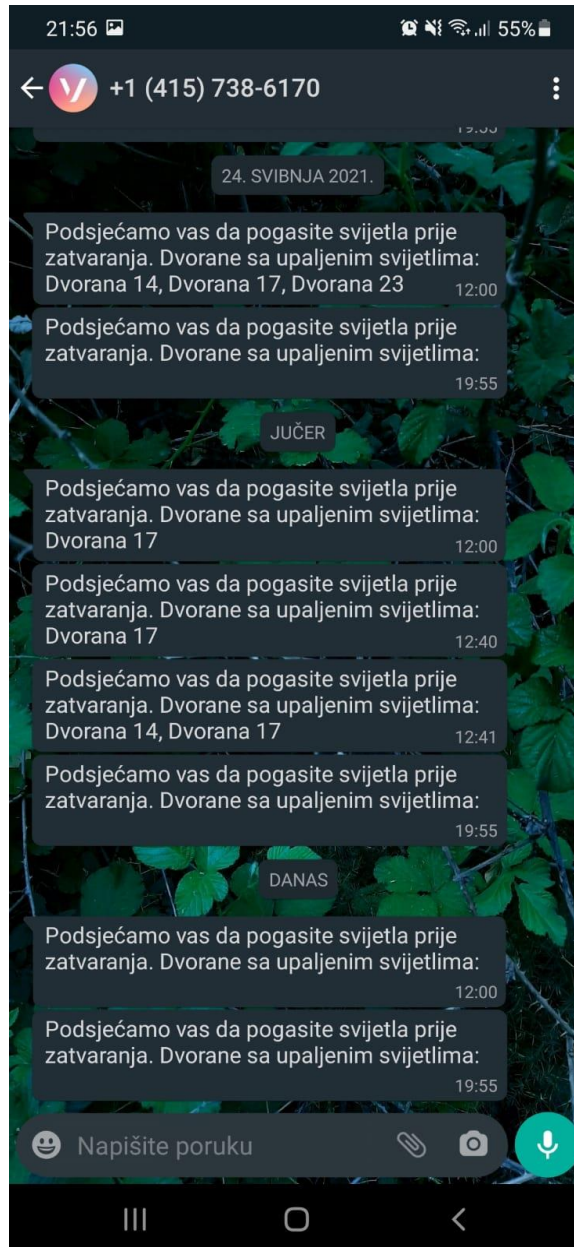 21:56 55%
+1 (415) 738-6170
19:55
24. SVIBNJA 2021.
Podsjećamo vas da pogasite svijetla prije
zatvaranja. Dvorane sa upaljenim svijetlima:
Dvorana 14, Dvorana 17, Dvorana 23 12:00
Podsjećamo vas da pogasite svijetla prije
zatvaranja. Dvorane sa upaljenim svijetlima:
19:55
JUČER
Podsjećamo vas da pogasite svijetla prije
zatvaranja. Dvorane sa upaljenim svijetlima:
Dvorana 17 12:00
Podsjećamo vas da pogasite svijetla prije
zatvaranja. Dvorane sa upaljenim svijetlima:
Dvorana 17 12:40
Podsjećamo vas da pogasite svijetla prije
zatvaranja. Dvorane sa upaljenim svijetlima:
Dvorana 14, Dvorana 17 12:41
Podsjećamo vas da pogasite svijetla prije
zatvaranja. Dvorane sa upaljenim svijetlima:
19:55
DANAS
Podsjećamo vas da pogasite svijetla prije
zatvaranja. Dvorane sa upaljenim svijetlima:
12:00
Podsjećamo vas da pogasite svijetla prije
zatvaranja. Dvorane sa upaljenim svijetlima:
19:55
Napišite poruku